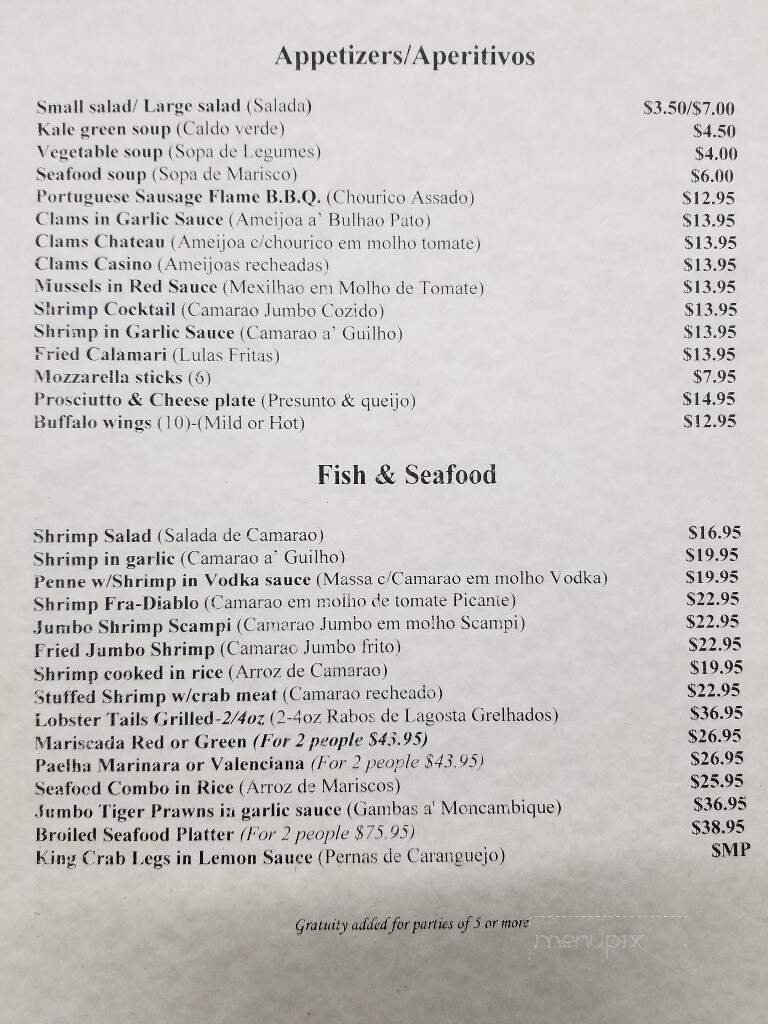 Appetizers/Aperitivos
Small salad/ Large salad (Salada) $3.50/$7.00
Kale green soup (Caldo verde) $4.50
Vegetable soup (Sopa de Legumes) $4.00
Seafood soup (Sopa de Marisco) $6.00
Portuguese Sausage Flame B.B.Q. (Chourico Assado) $12.95
Clams in Garlic Sauce (Ameijoa a' Bulhao Pato) $13.95
Clams Chateau (Ameijoa c/chourico em molho tomate) $13.95
Clams Casino (Ameijoas recheadas) $13.95
Mussels in Red Sauce (Mexilhao em Molho de Tomate) $13.95
Shrimp Cocktail (Camarao Jumbo Cozido) $13.95
Shrimp in Garlic Sauce (Camarao a' Guilho) $13.95
Fried Calamari (Lulas Fritas) $13.95
Mozzarella sticks (6) $7.95
Prosciutto & Cheese plate (Presunto & queijo) $14.95
Buffalo wings (10)-(Mild or Hot) $12.95
Fish & Seafood
Shrimp Salad (Salada de Camarao) $16.95
Shrimp in garlic (Camarao a' Guilho) $19.95
Penne w/Shrimp in Vodka sauce (Massa c/Camarao em molho Vodka) $19.95
Shrimp Fra-Diablo (Camarao em molho de tomate Picante) $22.95
Jumbo Shrimp Scampi (Camarao Jumbo em molho Scampi) $22.95
Fried Jumbo Shrimp (Camarao Jumbo frito) $22.95
Shrimp cooked in rice (Arroz de Camarao) $19.95
Stuffed Shrimp w/crab meat (Camarao recheado) $22.95
Lobster Tails Grilled-2/4oz (2-4oz Rabos de Lagosta Grelhados) $36.95
Mariscada Red or Green (For 2 people $43.95) $26.95
Paelha Marinara or Valenciana (For 2 people $43.95) $26.95
Seafood Combo in Rice (Arroz de Mariscos) $25.95
Jumbo Tiger Prawns in garlic sauce (Gambas a' Moncambique) $36.95
Broiled Seafood Platter (For 2 people $75.95) $38.95
King Crab Legs in Lemon Sauce (Pernas de Caranguejo) $MP
Gratuity added for parties of 5 or more
menupix